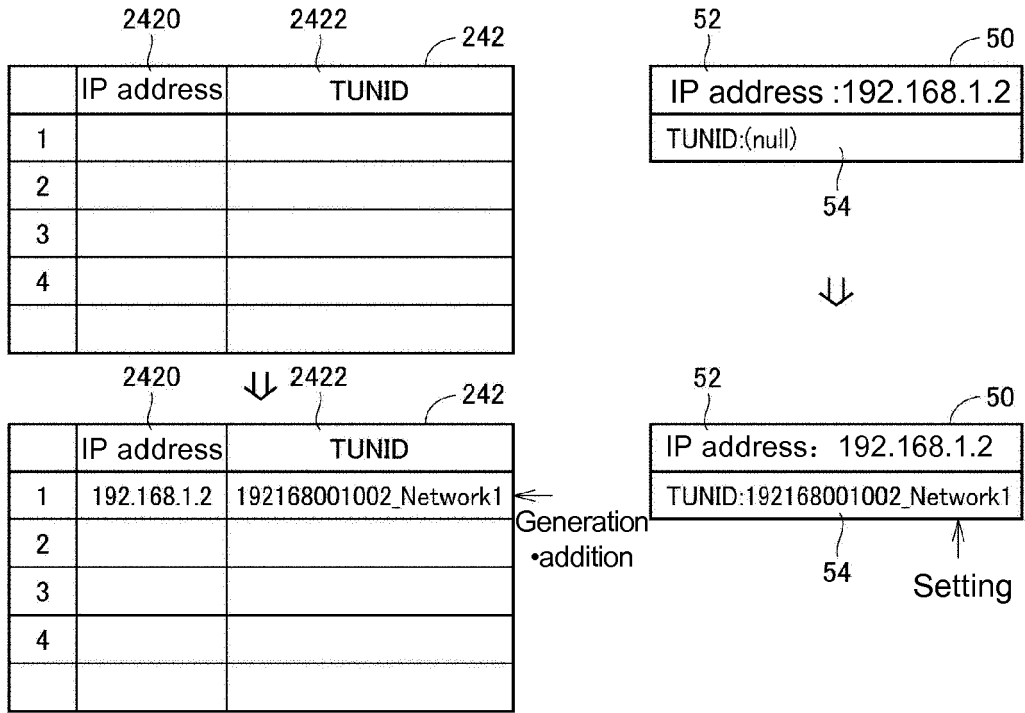 2420 2422 242
IP address TUNID
1
2
3
4
52 50
IP address :192.168.1.2
TUNID:(null)
54
⇓
⇓
2420 2422 242
IP address TUNID
1 192.168.1.2 192168001002_Network1
2
3
4
Generation
•addition
52 50
IP address: 192.168.1.2
TUNID:192168001002_Network1
54
Setting